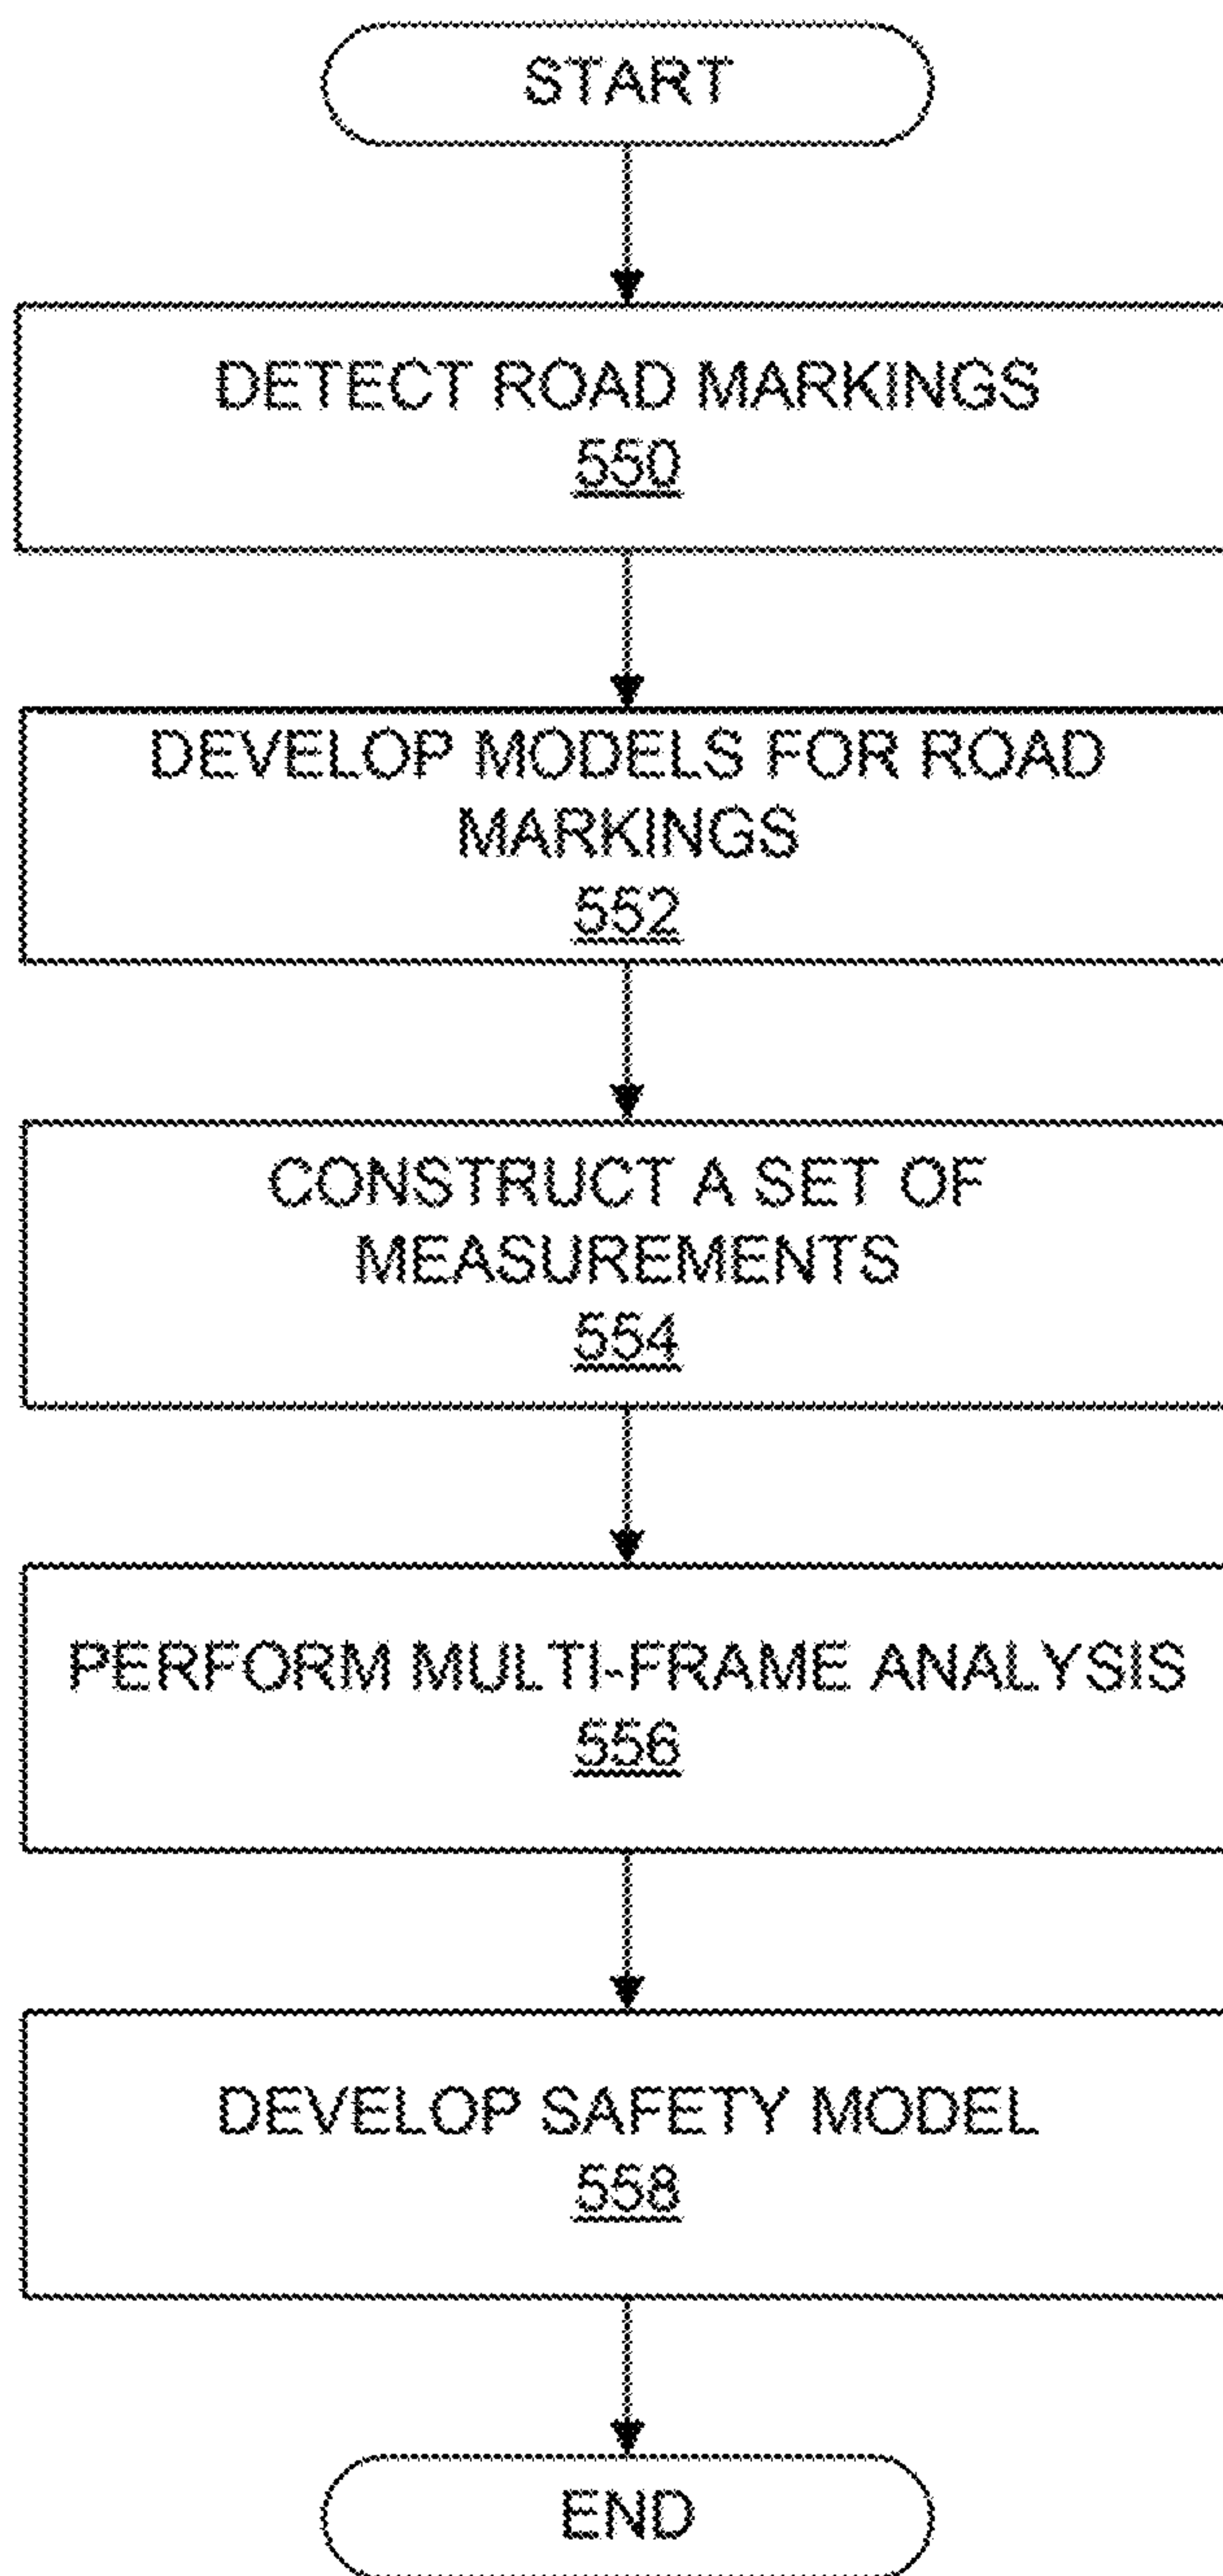 START
DETECT ROAD MARKINGS
550
DEVELOP MODELS FOR ROAD
MARKINGS
552
CONSTRUCT A SET OF
MEASUREMENTS
554
PERFORM MULTI-FRAME ANALYSIS
556
DEVELOP SAFETY MODEL
558
END